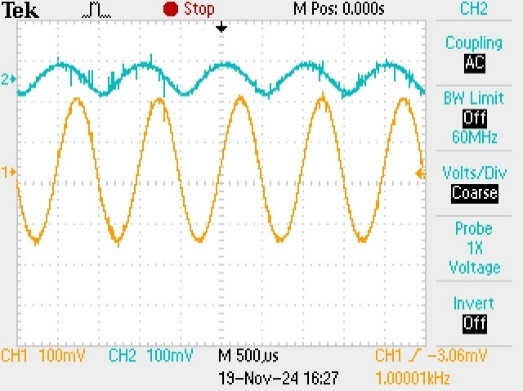 Tek Stop M Pos: 0.000s CH2
Coupling
AC
BW Limit
Off
60MHz
Volts/Div
Coarse
Probe
1X
Voltage
Invert
Off
2
1
CH1 100mV CH2 100mV M 500µs CH1 -3.06mV
19-Nov-24 16:27 1.00001kHz